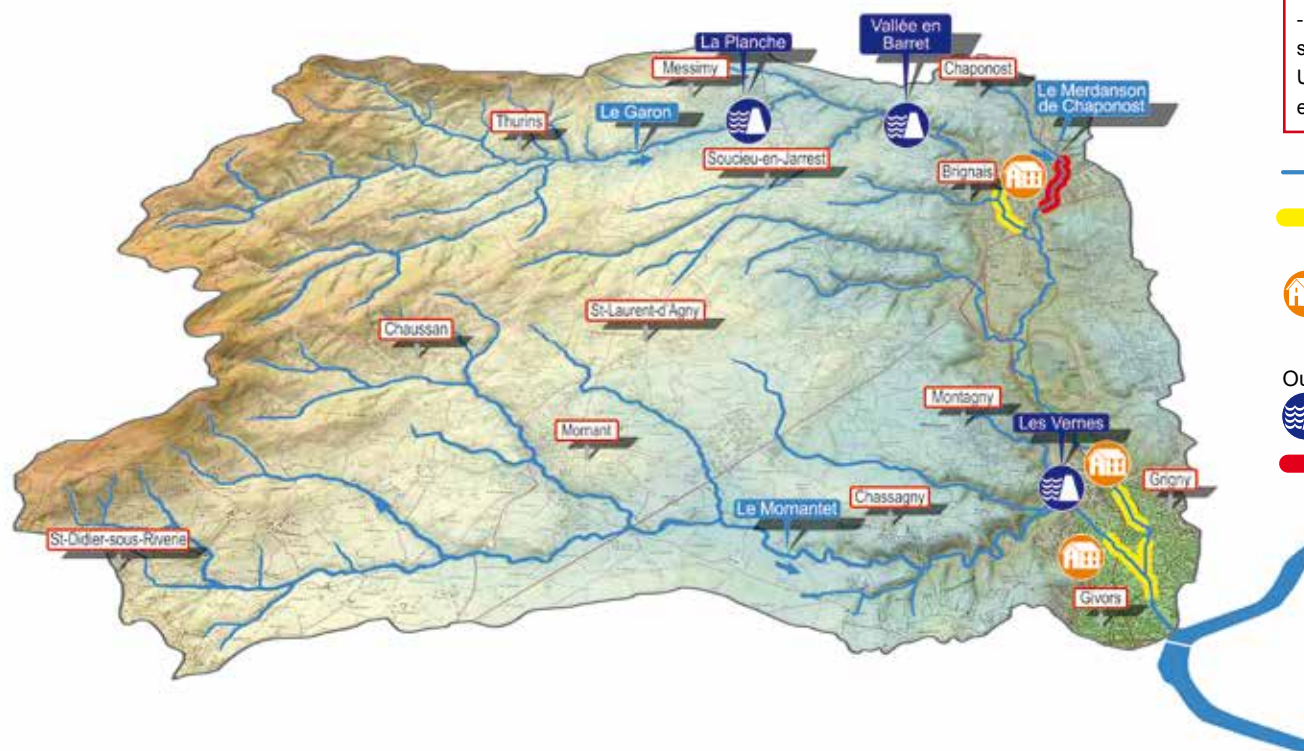 La Planche
Vallée en
Barret
Messimy
Chaponost
Le Merdanson
de Chaponost
Thurins
Le Garon
Soucieu-en-Jarrest
Brignais
St-Laurent-d'Agny
Chaussan
Montagny
Mornant
Les Vernes
Grigny
Chassagny
Le Mornantet
St-Didier-sous-Riverie
Givors
-
s
U
e
Ou